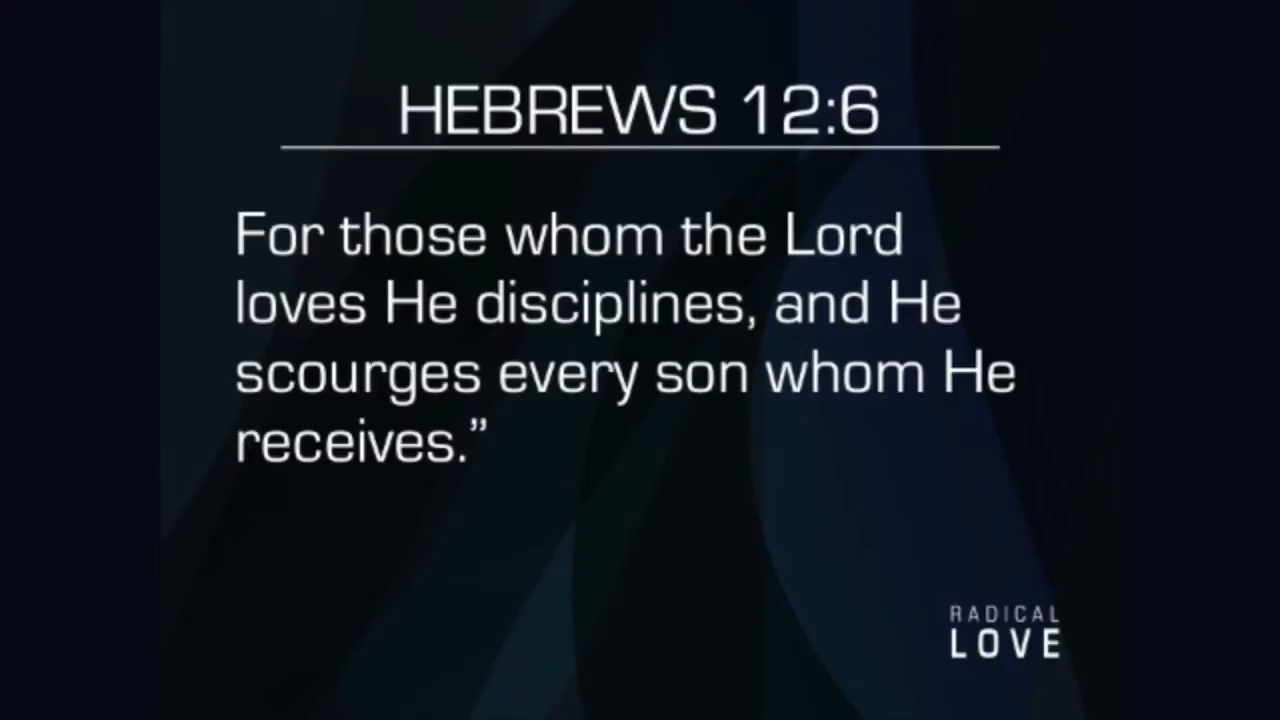 HEBREWS 12:6
For those whom the Lord
loves He disciplines, and He
scourges every son whom He
receives.”
RADICAL
LOVE